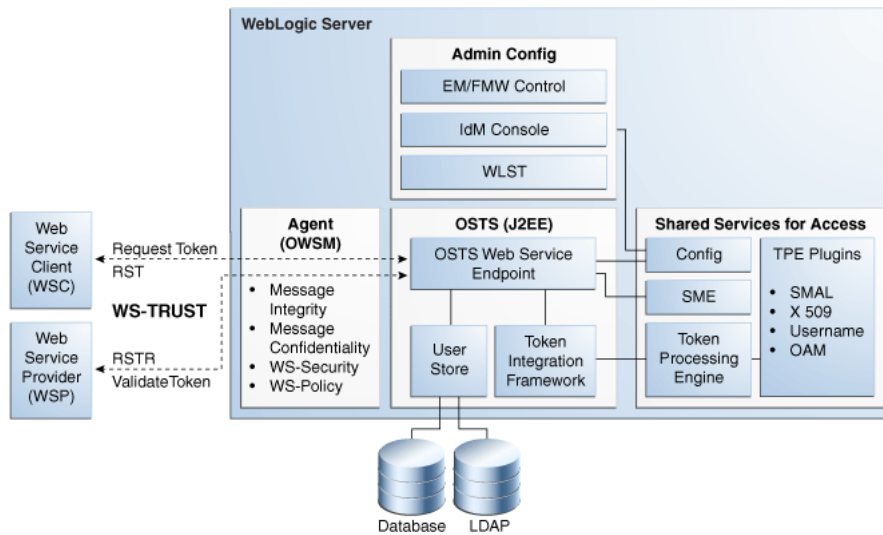 WebLogic Server
Admin Config
EM/FMW Control
IdM Console
WLST
Web
Service
Client
(WSC)
Request Token
RST
WS-TRUST
Web
Service
Provider
(WSP)
RSTR
ValidateToken
Agent
(OWSM)
• Message
Integrity
• Message
Confidentiality
• WS-Security
• WS-Policy
OSTS (J2EE)
OSTS Web Service
Endpoint
User
Store
Token
Integration
Framework
Shared Services for Access
Config
SME
Token
Processing
Engine
TPE Plugins
• SMAL
• X 509
• Username
• OAM
Database
LDAP